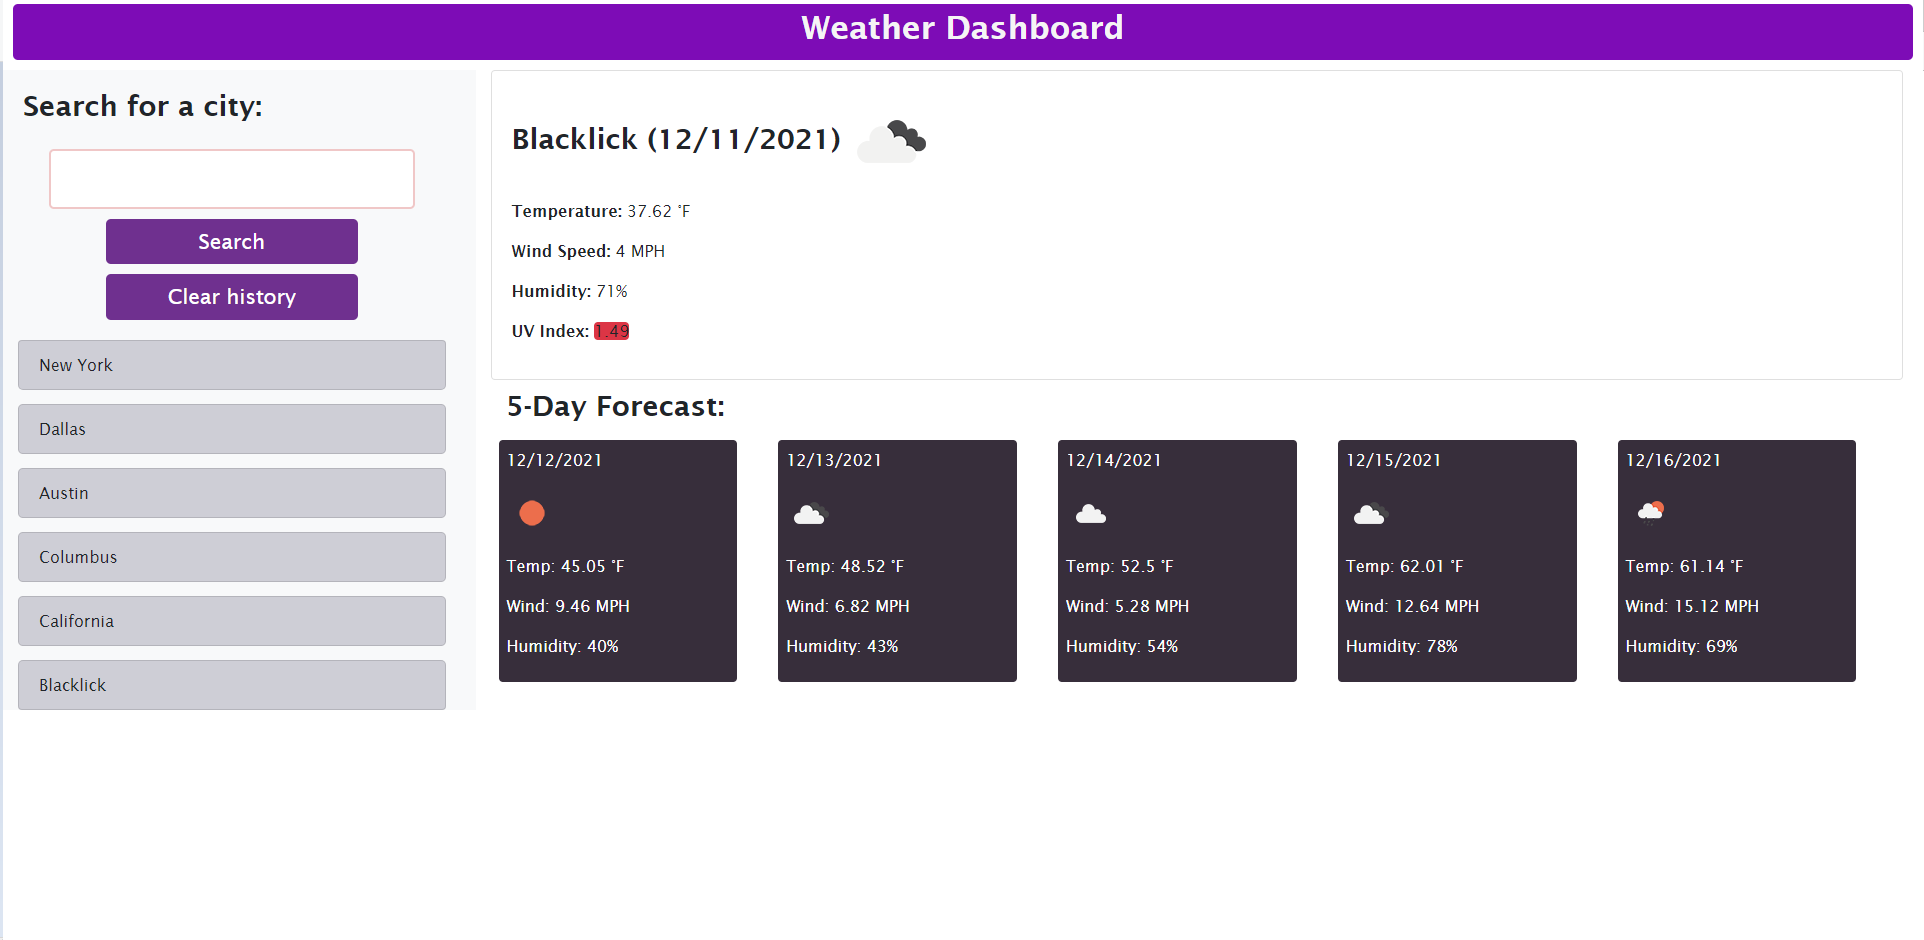 Weather Dashboard
Search for a city:
Search
Clear history
New York
Dallas
Austin
Columbus
California
Blacklick
Blacklick (12/11/2021)
Temperature: 37.62 °F
Wind Speed: 4 MPH
Humidity: 71%
UV Index: 1.49
5-Day Forecast:
12/12/2021
Temp: 45.05 °F
Wind: 9.46 MPH
Humidity: 40%
12/13/2021
Temp: 48.52 °F
Wind: 6.82 MPH
Humidity: 43%
12/14/2021
Temp: 52.5 °F
Wind: 5.28 MPH
Humidity: 54%
12/15/2021
Temp: 62.01 °F
Wind: 12.64 MPH
Humidity: 78%
12/16/2021
Temp: 61.14 °F
Wind: 15.12 MPH
Humidity: 69%